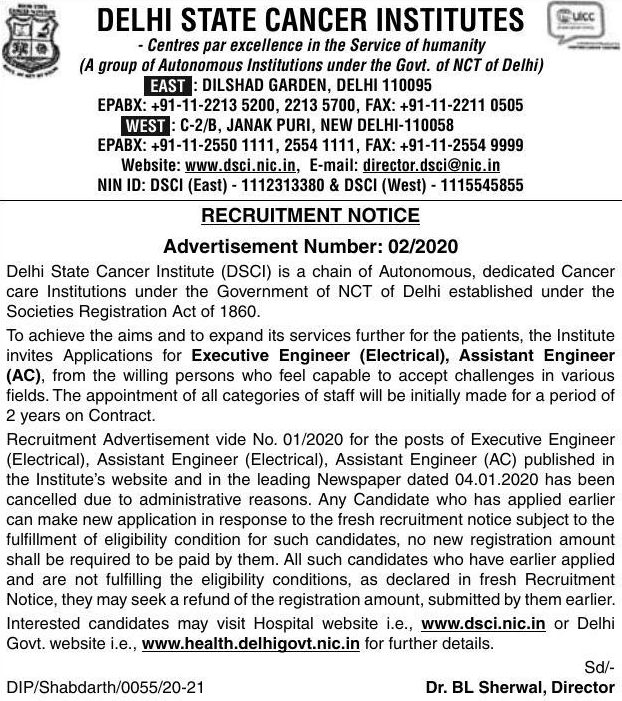 DELHI STATE CANCER INSTITUTES
- Centres par excellence in the Service of humanity
(A group of Autonomous Institutions under the Govt. of NCT of Delhi)
EAST : DILSHAD GARDEN, DELHI 110095
EPABX: +91-11-2213 5200, 2213 5700, FAX: +91-11-2211 0505
WEST : C-2/B, JANAK PURI, NEW DELHI-110058
EPABX: +91-11-2550 1111, 2554 1111, FAX: +91-11-2554 9999
Website: www.dsci.nic.in, E-mail: director.dsci@nic.in
NIN ID: DSCI (East) - 1112313380 & DSCI (West) - 1115545855
uicc
RECRUITMENT NOTICE
Advertisement Number: 02/2020
Delhi State Cancer Institute (DSCI) is a chain of Autonomous, dedicated Cancer
care Institutions under the Government of NCT of Delhi established under the
Societies Registration Act of 1860.
To achieve the aims and to expand its services further for the patients, the Institute
invites Applications for Executive Engineer (Electrical), Assistant Engineer
(AC), from the willing persons who feel capable to accept challenges in various
fields. The appointment of all categories of staff will be initially made for a period of
2 years on Contract.
Recruitment Advertisement vide No. 01/2020 for the posts of Executive Engineer
(Electrical), Assistant Engineer (Electrical), Assistant Engineer (AC) published in
the Institute's website and in the leading Newspaper dated 04.01.2020 has been
cancelled due to administrative reasons. Any Candidate who has applied earlier
can make new application in response to the fresh recruitment notice subject to the
fulfillment of eligibility condition for such candidates, no new registration amount
shall be required to be paid by them. All such candidates who have earlier applied
and are not fulfilling the eligibility conditions, as declared in fresh Recruitment
Notice, they may seek a refund of the registration amount, submitted by them earlier.
Interested candidates may visit Hospital website i.e., www.dsci.nic.in or Delhi
Govt. website i.e., www.health.delhigovt.nic.in for further details.
Sd/-
DIP/Shabdarth/0055/20-21 Dr. BL Sherwal, Director